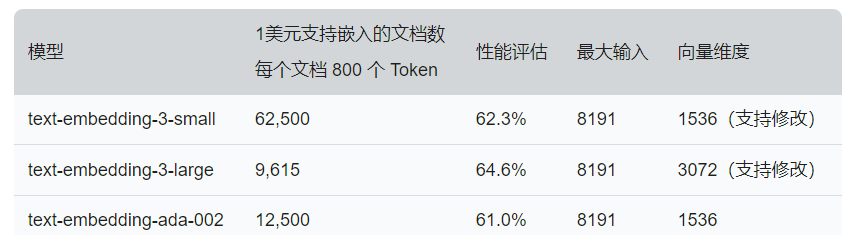 模型 1美元支持嵌入的文档数 每个文档 800 个 Token 性能评估 最大输入 向量维度
text-embedding-3-small 62,500 62.3% 8191 1536（支持修改）
text-embedding-3-large 9,615 64.6% 8191 3072（支持修改）
text-embedding-ada-002 12,500 61.0% 8191 1536